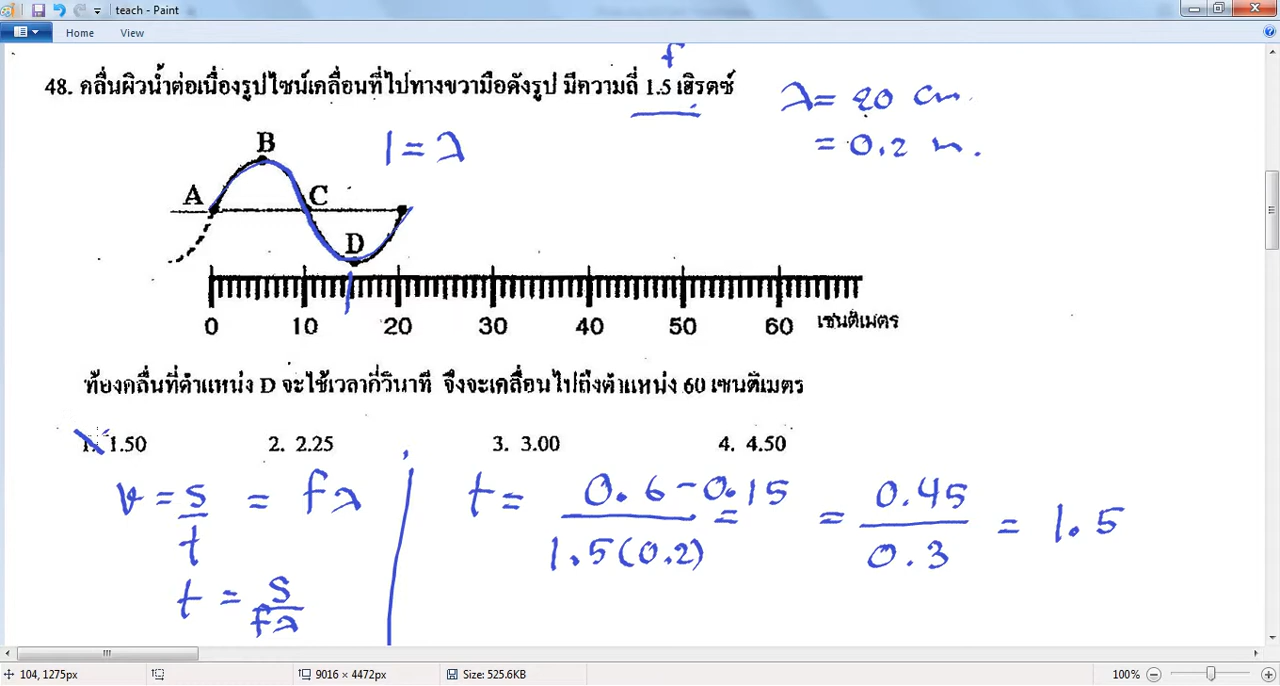 teach - Paint
Home View
f
48. คลื่นผิวน้ำต่อเนื่องรูปไซน์เคลื่อนที่ไปทางขวามือดังรูป มีความถี่ 1.5 เฮิรตซ์
λ = 20 cm.
= 0.2 m.
1 = λ
B
A C
D
0 10 20 30 40 50 60 เซนติเมตร
ท้องคลื่นที่ตำแหน่ง D จะใช้เวลากี่วินาที จึงจะเคลื่อนไปถึงตำแหน่ง 60 เซนติเมตร
1. 1.50 2. 2.25 3. 3.00 4. 4.50
v = s/t = fλ
t = s/fλ
t = 0.6 - 0.15 / 1.5(0.2) = = 0.45 / 0.3 = 1.5
104, 1275px 9016 × 4472px Size: 525.6KB 100%